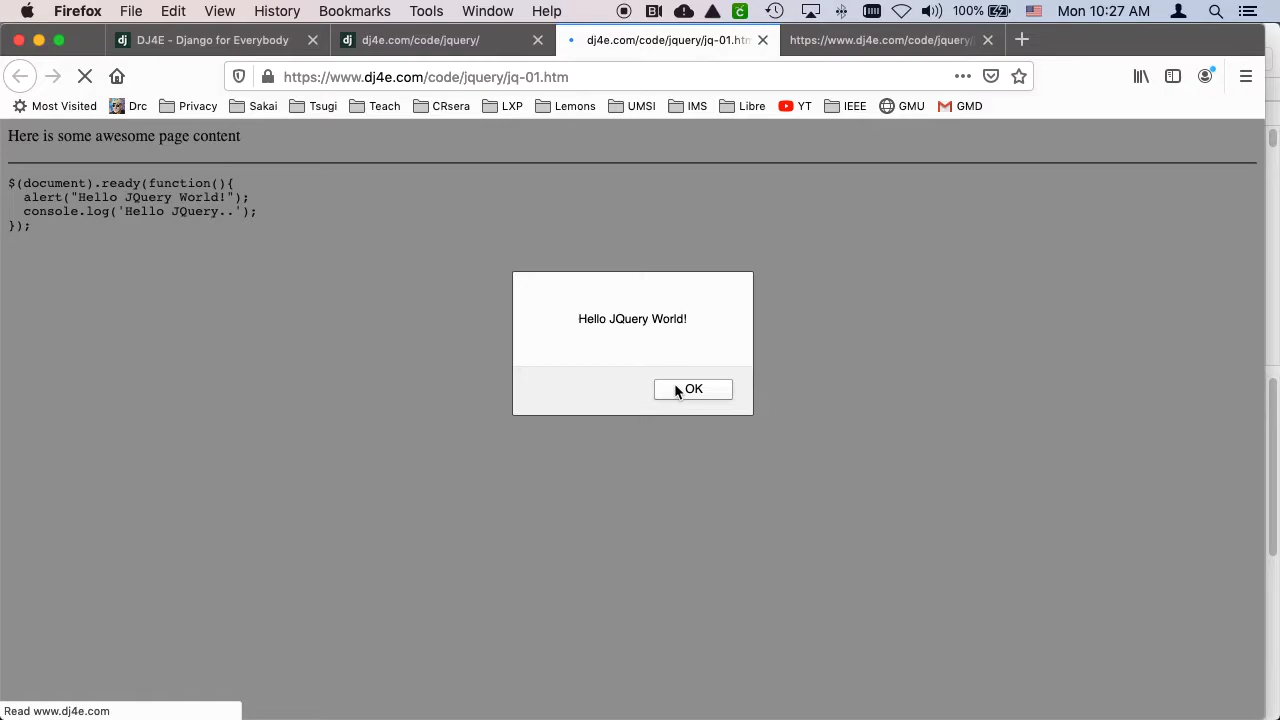 Firefox File Edit View History Bookmarks Tools Window Help 100% Mon 10:27 AM
DJ4E - Django for Everybody dj4e.com/code/jquery/ dj4e.com/code/jquery/jq-01.htm https://www.dj4e.com/code/jquery/
https://www.dj4e.com/code/jquery/jq-01.htm
Most Visited Drc Privacy Sakai Tsugi Teach CRsera LXP Lemons UMSI IMS Libre YT IEEE GMU GMD
Here is some awesome page content
$(document).ready(function(){
  alert("Hello JQuery World!");
  console.log('Hello JQuery..');
});
Hello JQuery World!
OK
Read www.dj4e.com